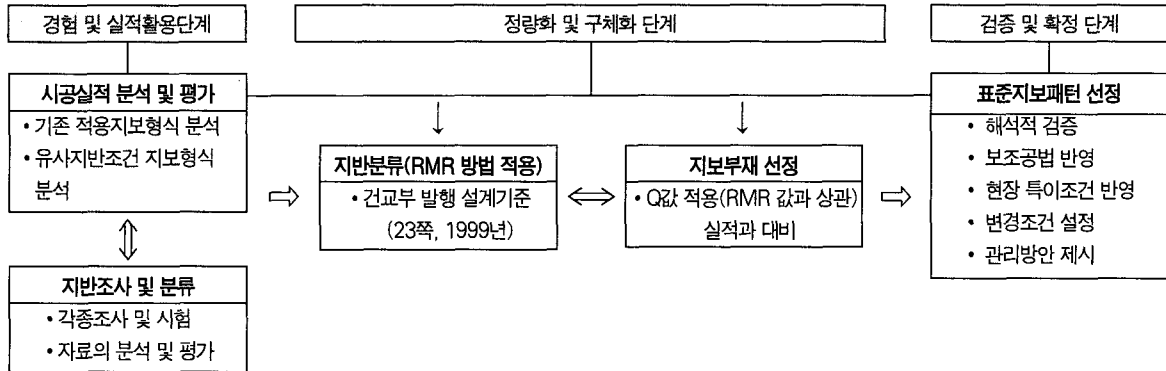 경험 및 실적활용단계
정량화 및 구체화 단계
검증 및 확정 단계
시공실적 분석 및 평가
• 기존 적용지보형식 분석
• 유사지반조건 지보형식
분석
지반조사 및 분류
• 각종조사 및 시험
• 자료의 분석 및 평가
지반분류(RMR 방법 적용)
• 건교부 발행 설계기준
(23쪽, 1999년)
지보부재 선정
• Q값 적용(RMR 값과 상관)
실적과 대비
표준지보패턴 선정
• 해석적 검증
• 보조공법 반영
• 현장 특이조건 반영
• 변경조건 설정
• 관리방안 제시